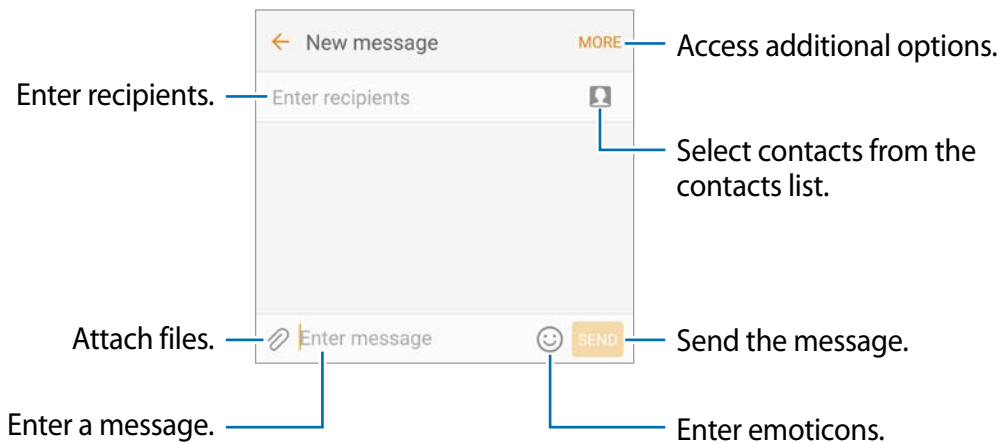 New message
MORE
Access additional options.
Enter recipients.
Enter recipients
Select contacts from the
contacts list.
Attach files.
Enter message
SEND
Send the message.
Enter a message.
Enter emoticons.